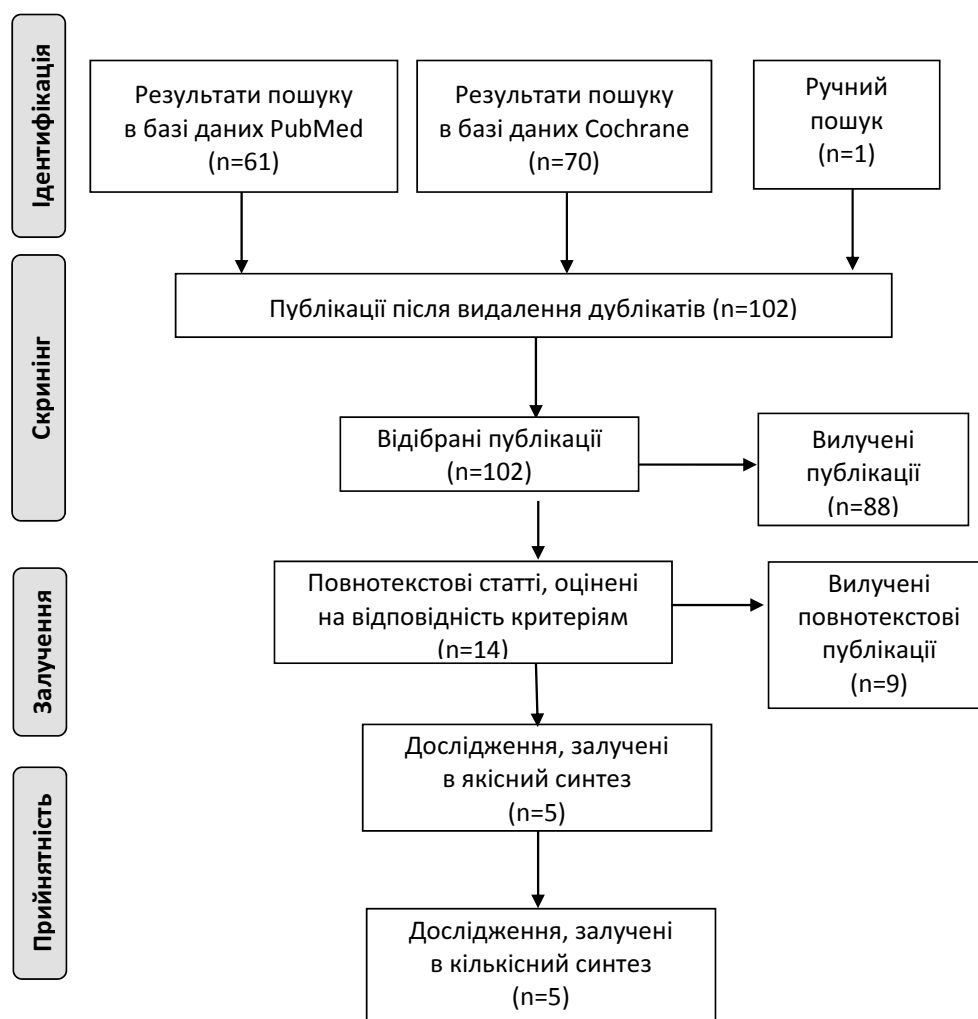 Ідентифікація
Результати пошуку
в базі даних PubMed
(n=61)
Результати пошуку
в базі даних Cochrane
(n=70)
Ручний
пошук
(n=1)
Скринінг
Публікації після видалення дублікатів (n=102)
Відібрані публікації
(n=102)
Вилучені
публікації
(n=88)
Залучення
Повнотекстові статті, оцінені
на відповідність критеріям
(n=14)
Вилучені
повнотекстові
публікації
(n=9)
Прийнятність
Дослідження, залучені
в якісний синтез
(n=5)
Дослідження, залучені
в кількісний синтез
(n=5)